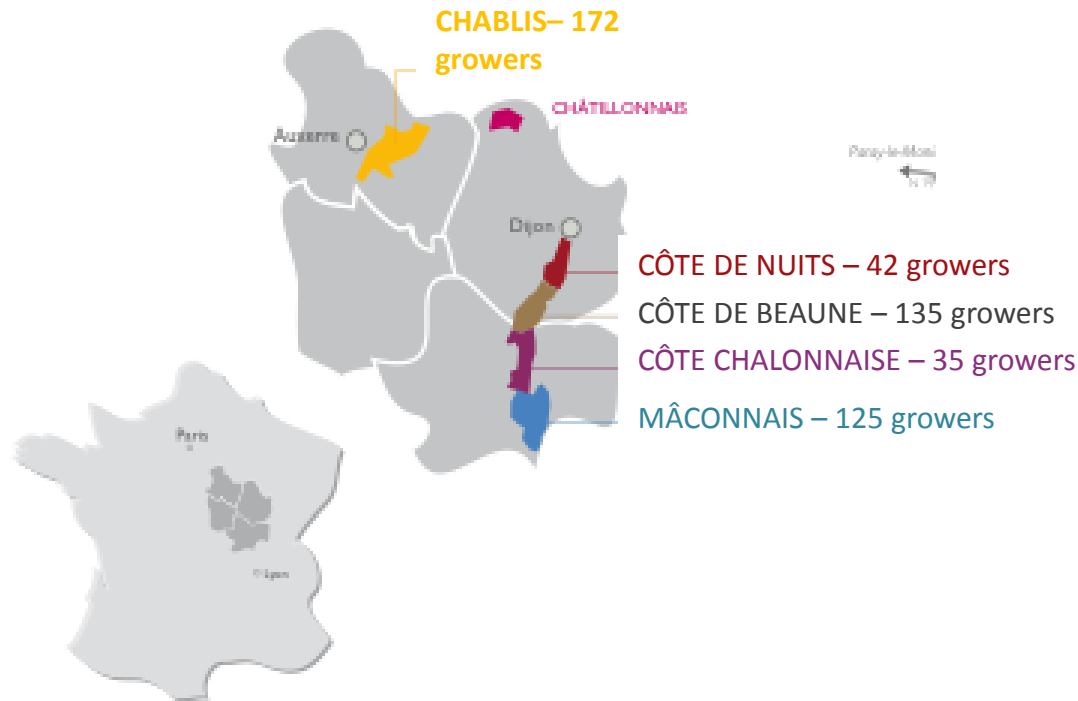 CHABLIS– 172
growers
CHÂTILLONNAIS
Auxerre
Dijon
CÔTE DE NUITS – 42 growers
CÔTE DE BEAUNE – 135 growers
CÔTE CHALONNAISE – 35 growers
MÂCONNAIS – 125 growers
Paris
Lyon